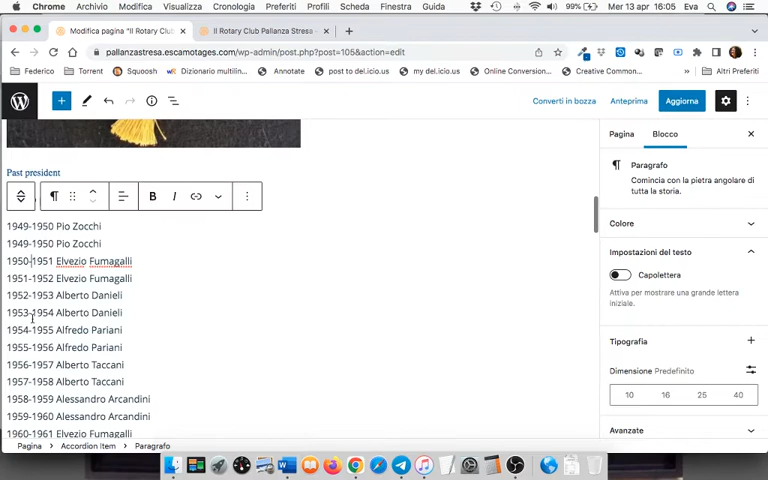 Chrome Archivio Modifica Visualizza Cronologia Preferiti Profili Scheda Finestra Guida 99% Mer 13 apr 16:05 Eva
Modifica pagina "Il Rotary Club Il Rotary Club Pallanza Stresa -
pallanzastresa.escamotages.com/wp-admin/post.php?post=105&action=edit
Federico Torrent Squoosh Dizionario multilin... Annotate post to del.icio.us my del.icio.us Online Conversion... Creative Commons... » Altri Preferiti
Converti in bozza Anteprima Aggiorna
Pagina Blocco
Past president
Paragrafo
Comincia con la pietra angolare di
tutta la storia.
B I
1949-1950 Pio Zocchi
Colore
1949-1950 Pio Zocchi
1950-1951 Elvezio Fumagalli
Impostazioni del testo
1951-1952 Elvezio Fumagalli
Capolettera
1952-1953 Alberto Danieli
Attiva per mostrare una grande lettera
iniziale.
1953-1954 Alberto Danieli
1954-1955 Alfredo Pariani
Tipografia
1955-1956 Alfredo Pariani
1956-1957 Alberto Taccani
Dimensione Predefinito
1957-1958 Alberto Taccani
10 16 25 40
1958-1959 Alessandro Arcandini
1959-1960 Alessandro Arcandini
1960-1961 Elvezio Fumagalli
Avanzate
Pagina > Accordion Item > Paragrafo